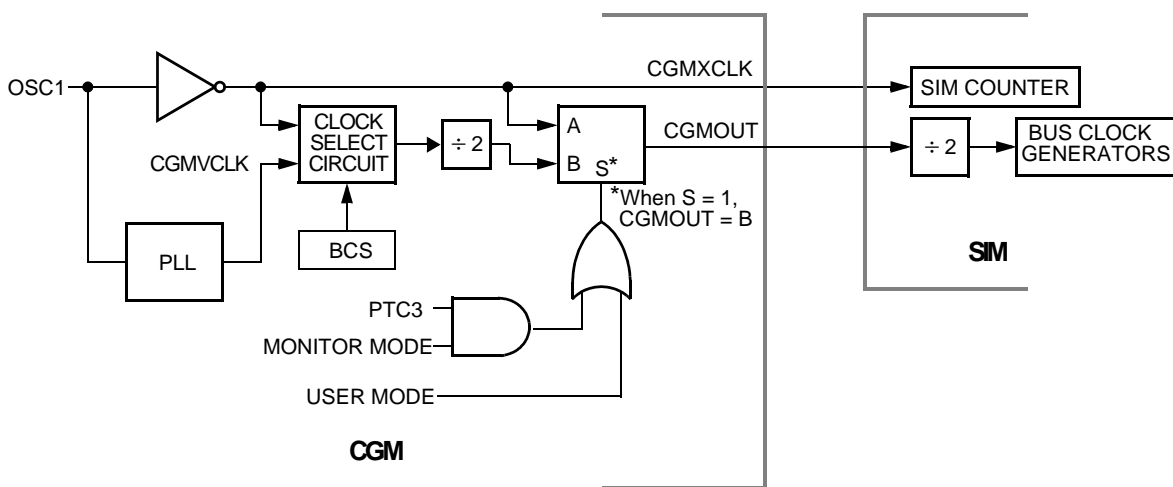 OSC1
CGMXCLK
SIM COUNTER
CLOCK
SELECT
CIRCUIT
÷ 2
A
B
S*
CGMOUT
÷ 2
BUS CLOCK
GENERATORS
CGMVCLK
*When S = 1,
CGMOUT = B
BCS
PLL
SIM
PTC3
MONITOR MODE
USER MODE
CGM